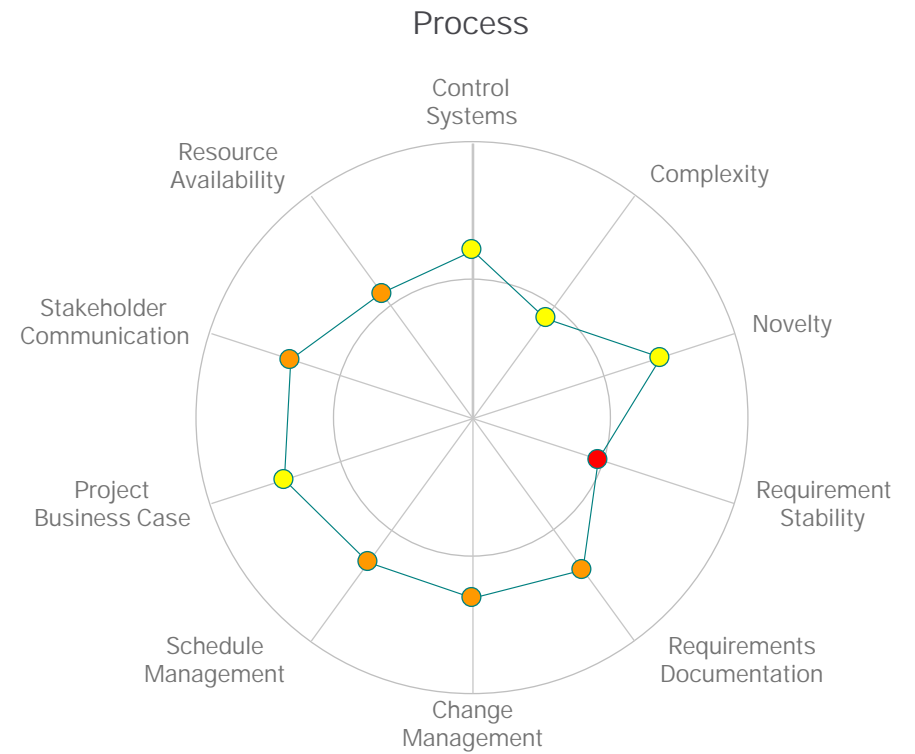 Process
Control
Systems
Complexity
Novelty
Requirement
Stability
Requirements
Documentation
Change
Management
Schedule
Management
Project
Business Case
Stakeholder
Communication
Resource
Availability